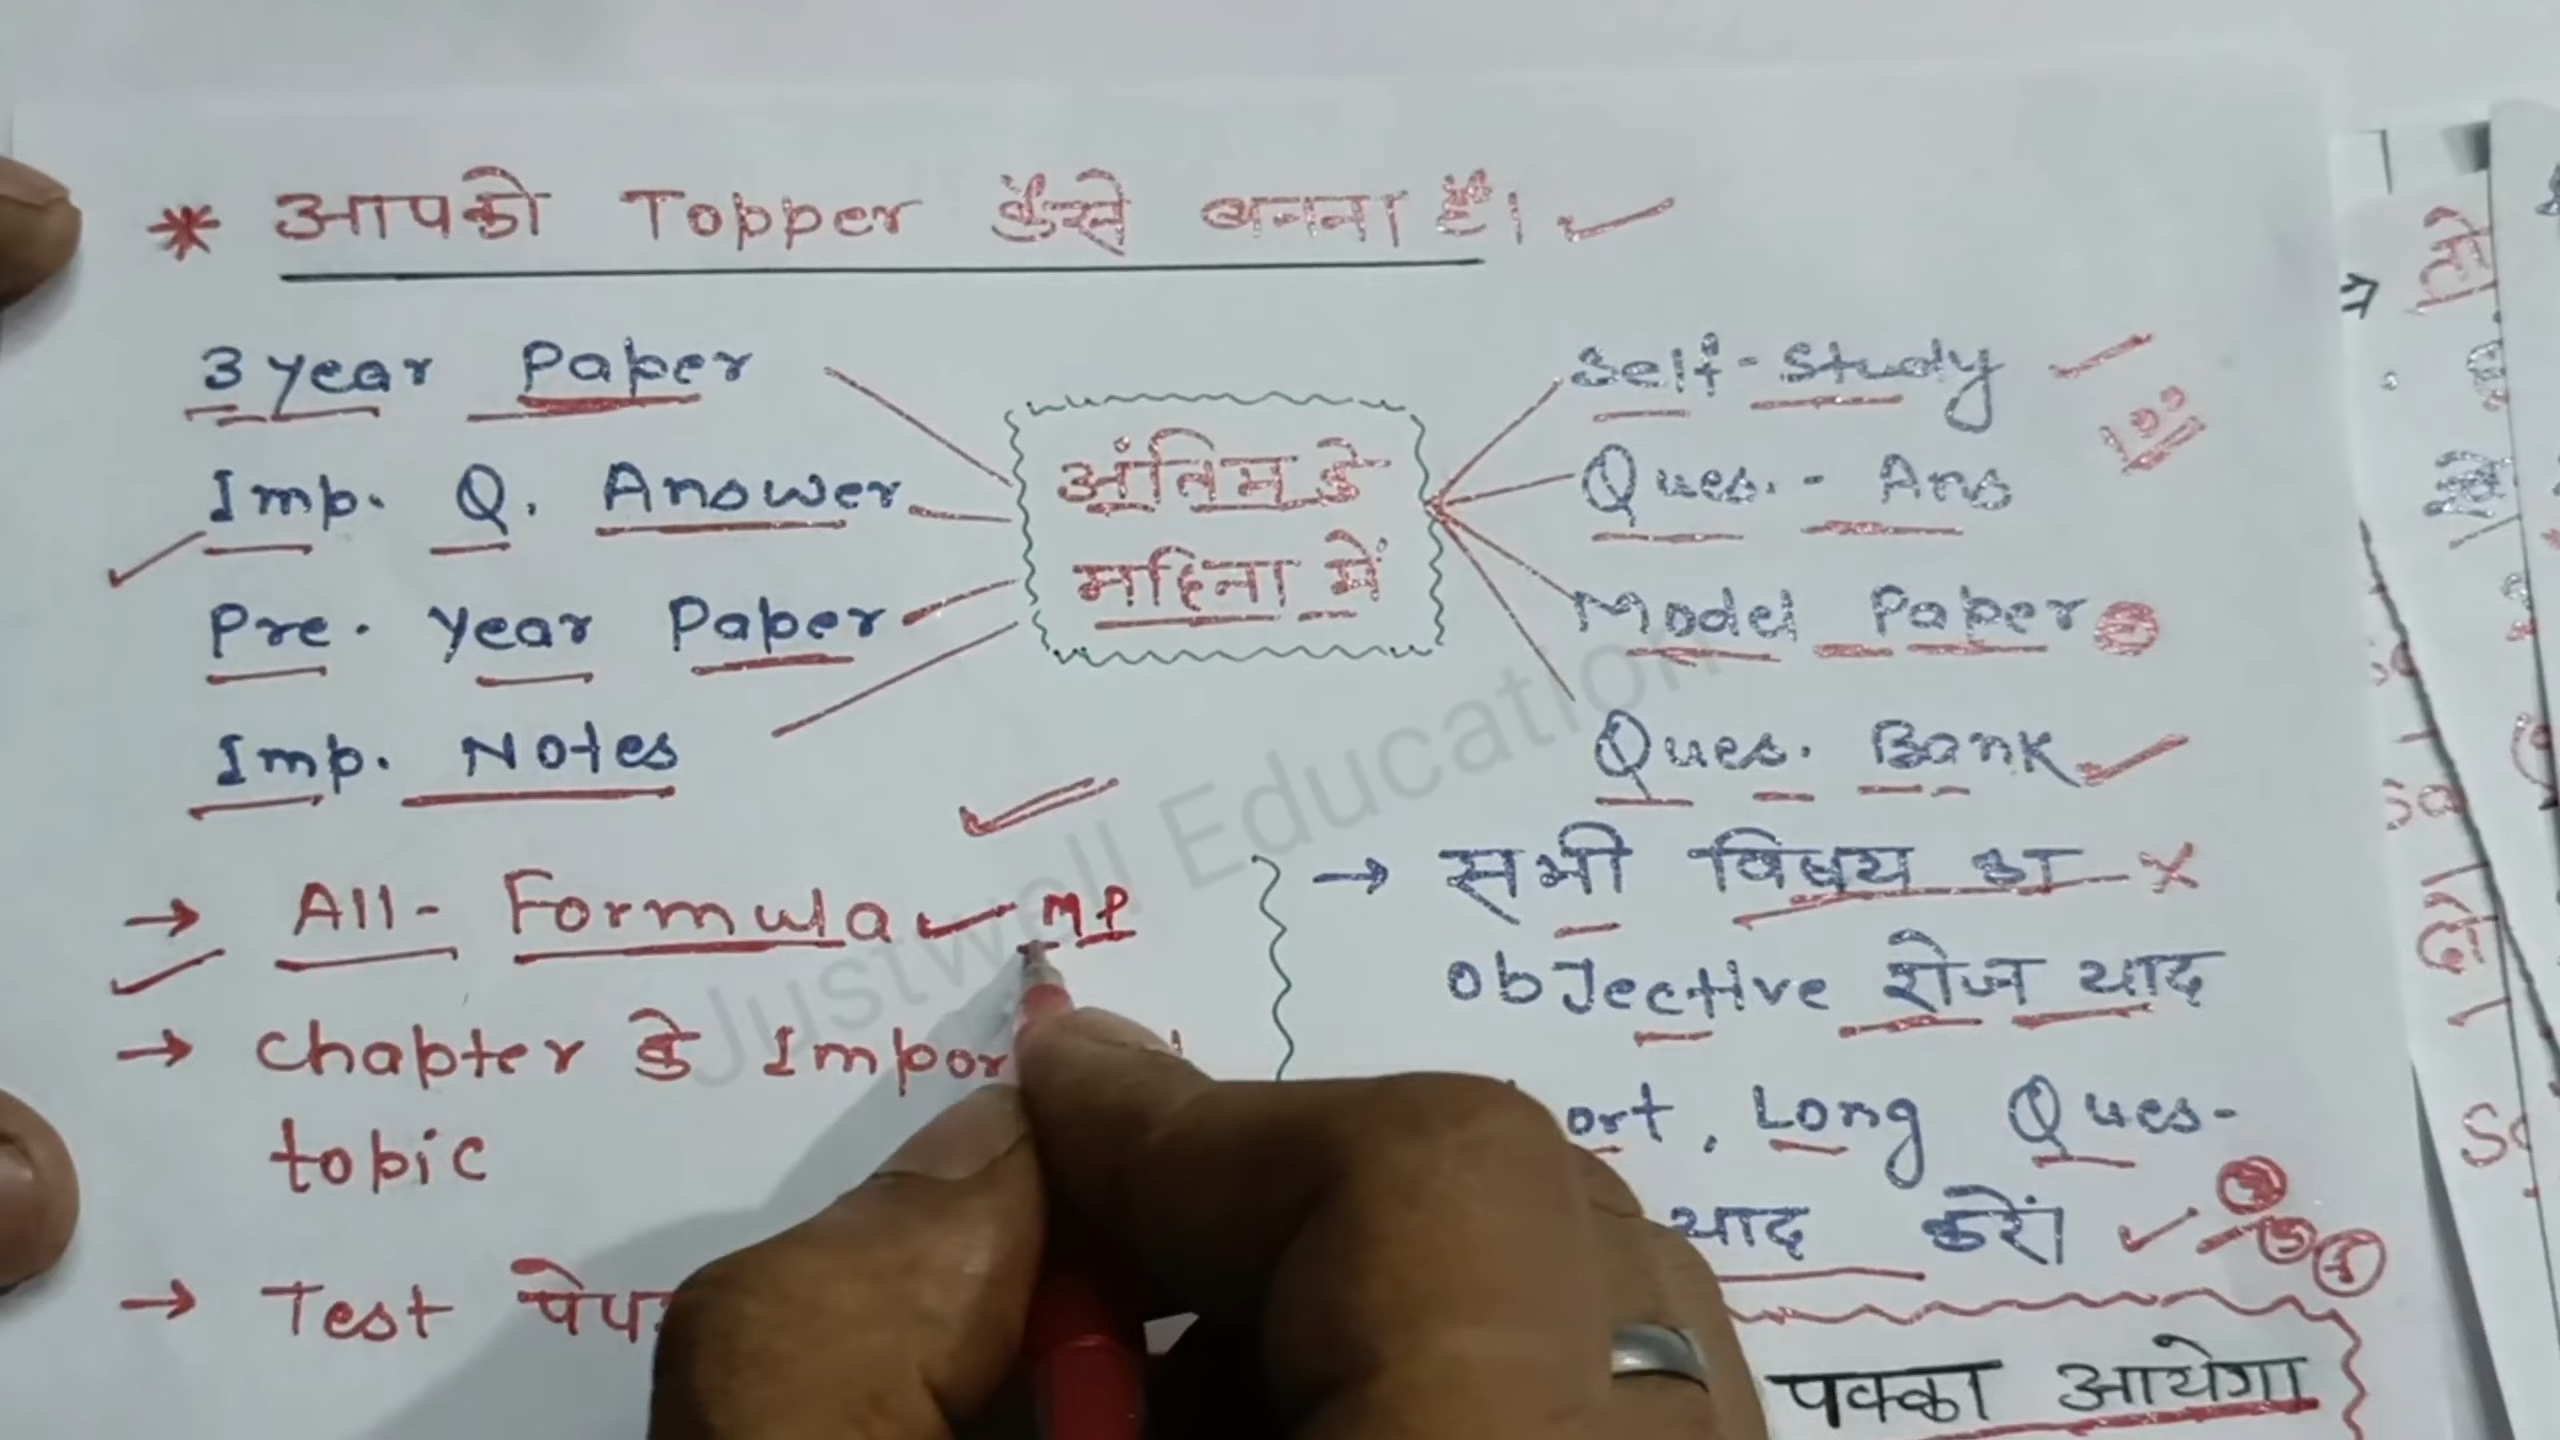 * आपको Topper कैसे बनना है।
3 year Paper
Imp. Q. Answer
Pre. Year Paper
Imp. Notes
अंतिम के
महिना में
Self-Study
Ques.- Ans
Model Paper
Ques. Bank
→ All- Formula MP
→ Chapter के Impor
topic
→ Test
→ सभी विषय का
objective रोज याद
ort, Long Ques-
याद करें।
पक्का आयेगा
Justwell Education